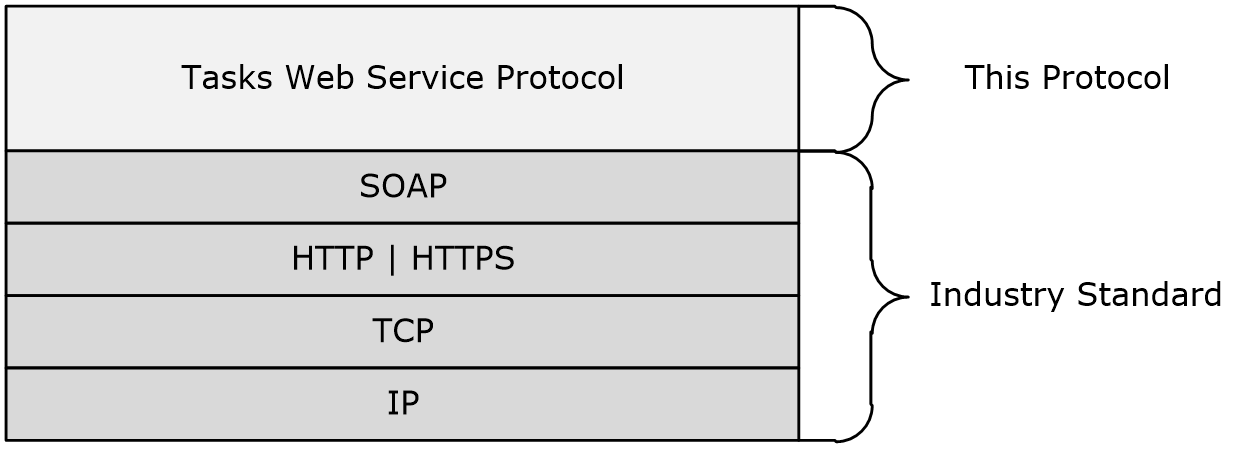 Tasks Web Service Protocol
This Protocol
SOAP
HTTP | HTTPS
Industry Standard
TCP
IP